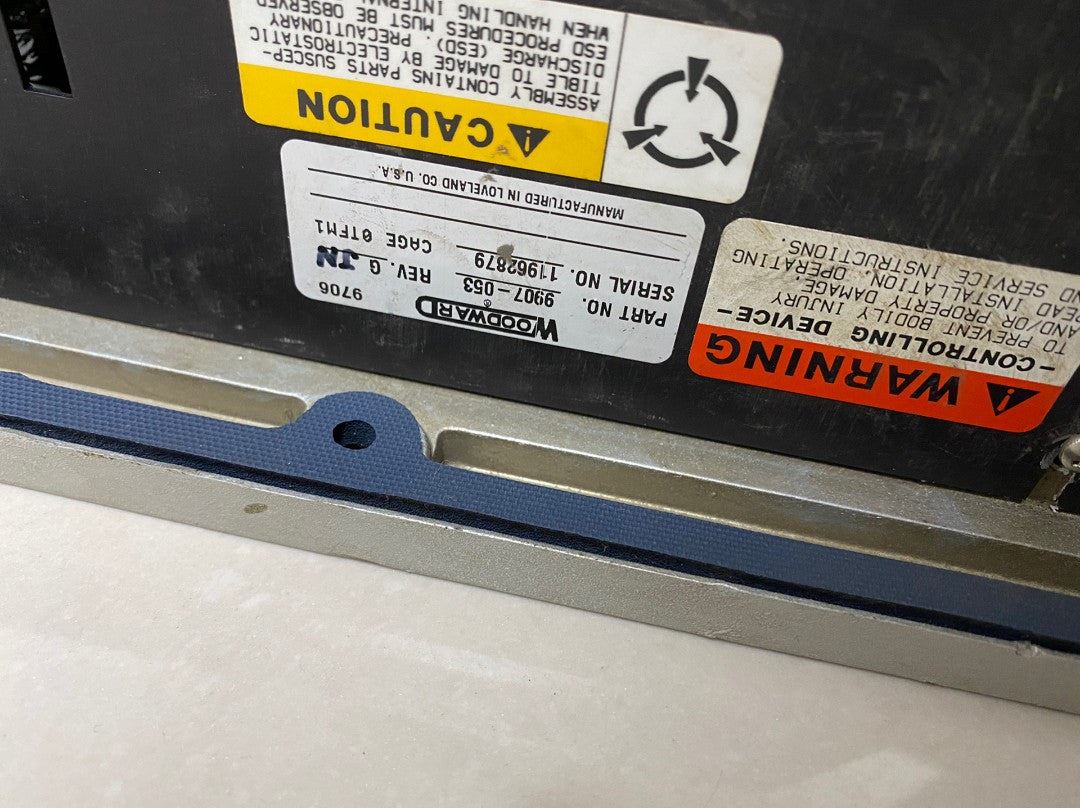 CAUTION
ASSEMBLY CONTAINS PARTS SUSCEP-
TIBLE TO DAMAGE BY ELECTROSTATIC
DISCHARGE (ESD). PRECAUTIONARY
ESD PROCEDURES MUST BE OBSERVED
WHEN HANDLING INTERNAL
WOODWARD® 9706
PART NO. 9907-053 REV. G JN
SERIAL NO. 11962879 CAGE 0TFM1
MANUFACTURED IN LOVELAND CO. U.S.A.
WARNING
-CONTROLLING DEVICE-
TO PREVENT BODILY INJURY
AND/OR PROPERTY DAMAGE
READ INSTALLATION, OPERATING
AND SERVICE INSTRUCTIONS.